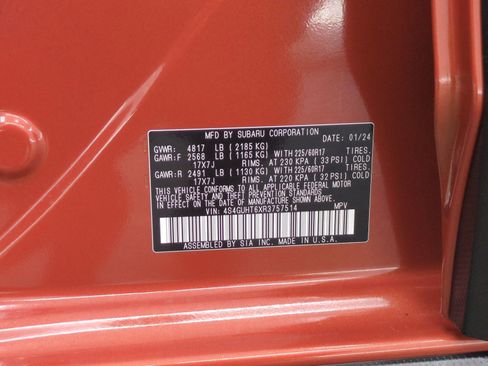 MFD BY SUBARU CORPORATION DATE: 01/24
GVWR: 4817 LB ( 2185 KG)
GAWR:F 2568 LB ( 1165 KG) WITH 225/60R17 TIRES.
17X7J RIMS. AT 230 KPA ( 33 PSI) COLD
GAWR:R 2491 LB ( 1130 KG) WITH 225/60R17 TIRES.
17X7J RIMS. AT 220 KPA ( 32 PSI) COLD
THIS VEHICLE CONFORMS TO ALL APPLICABLE FEDERAL MOTOR
VEHICLE SAFETY AND THEFT PREVENTION STANDARDS IN
EFFECT ON THE DATE OF MANUFACTURE SHOWN ABOVE.
VIN: 4S4GUHT6XR3757514 MPV
ASSEMBLED BY SIA INC. MADE IN U.S.A.